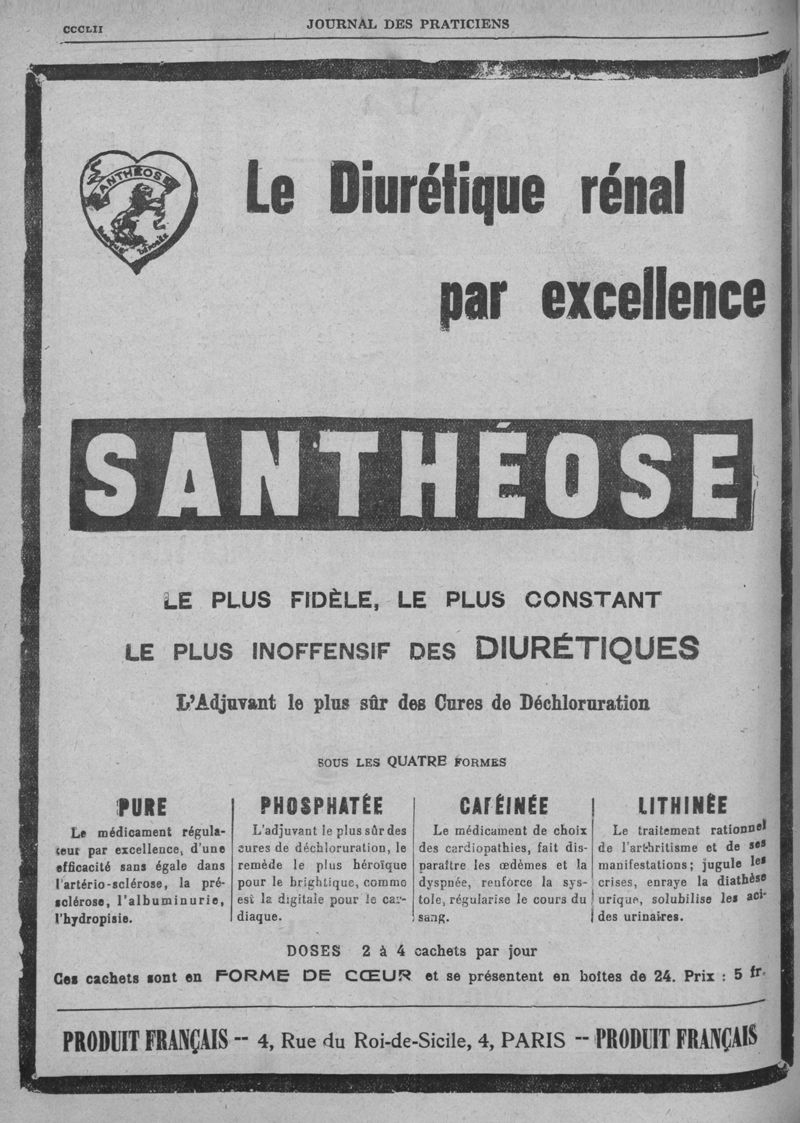 CCCLII
JOURNAL DES PRATICIENS
SANTHÉOSE
MARQUE DÉPOSÉE
Le Diurétique rénal
par excellence
SANTHÉOSE
LE PLUS FIDÈLE, LE PLUS CONSTANT
LE PLUS INOFFENSIF DES DIURÉTIQUES
L'Adjuvant le plus sûr des Cures de Déchloruration
SOUS LES QUATRE FORMES
PURE
Le médicament régula-
teur par excellence, d'une
efficacité sans égale dans
l'artério-sclérose, la pré-
sclérose, l'albuminurie,
l'hydropisie.
PHOSPHATÉE
L'adjuvant le plus sûr des
cures de déchloruration, le
remède le plus héroïque
pour le brightique, comme
est la digitale pour le car-
diaque.
CAFÉINÉE
Le médicament de choix
des cardiopathies, fait dis-
paraître les œdèmes et la
dyspnée, renforce la sys-
tole, régularise le cours du
sang.
LITHINÉE
Le traitement rationnel
de l'arthritisme et de ses
manifestations; jugule les
crises, enraye la diathèse
urique, solubilise les aci-
des urinaires.
DOSES 2 à 4 cachets par jour
Ces cachets sont en FORME DE CŒUR et se présentent en boîtes de 24. Prix : 5 fr.
PRODUIT FRANÇAIS -- 4, Rue du Roi-de-Sicile, 4, PARIS -- PRODUIT FRANÇAIS